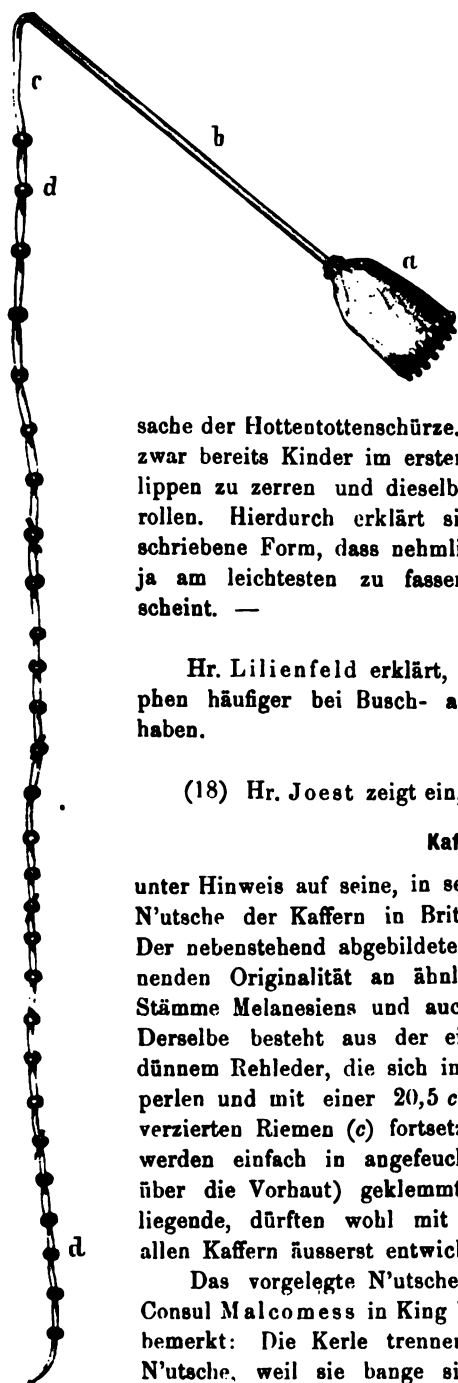 c
b
d
a
sache der Hottentottenschürze.
zwar bereits Kinder im erster
lippen zu zerren und dieselb
rollen. Hierdurch erklärt si
schriebene Form, dass nehmli
ja am leichtesten zu fasser
scheint. —
Hr. Lilienfeld erklärt,
phen häufiger bei Busch- a
haben.
(18) Hr. Joest zeigt ein,
Kaf
unter Hinweis auf seine, in se
N'utsche der Kaffern in Brit
Der nebenstehend abgebildete
nenden Originalität an ähnl
Stämme Melanesiens und auc
Derselbe besteht aus der ei
dünnem Rehleder, die sich in
perlen und mit einer 20,5 c
verzierten Riemen (c) fortsetz
werden einfach in angefeucl
über die Vorhaut) geklemmt
liegende, dürften wohl mit
allen Kaffern äusserst entwicl
d
Das vorgelegte N'utsche
Consul Malcomess in King
bemerkt: Die Kerle trenner
N'utsche, weil sie bange si